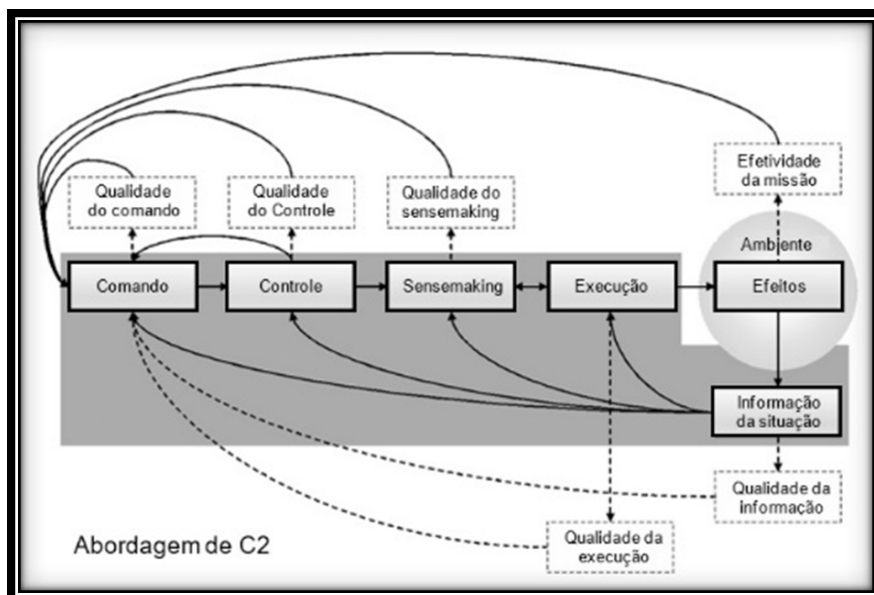 Efetividade
da missão
Qualidade
do comando
Qualidade
do Controle
Qualidade do
sensemaking
Ambiente
Comando
Controle
Sensemaking
Execução
Efeitos
Informação
da situação
Qualidade da
informação
Qualidade da
execução
Abordagem de C2